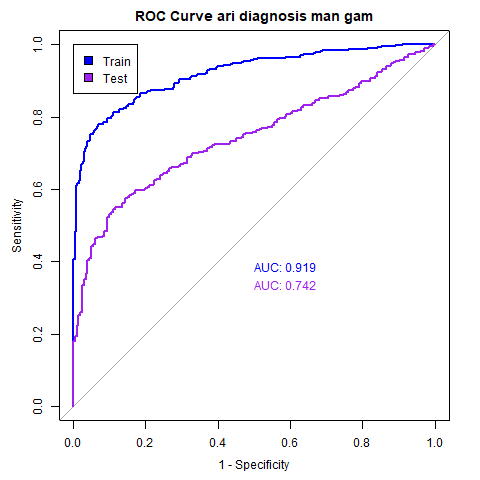 ROC Curve ari diagnosis man gam
Train
Test
AUC: 0.919
AUC: 0.742
Sensitivity
0.0 0.2 0.4 0.6 0.8 1.0
0.0 0.2 0.4 0.6 0.8 1.0
1 - Specificity